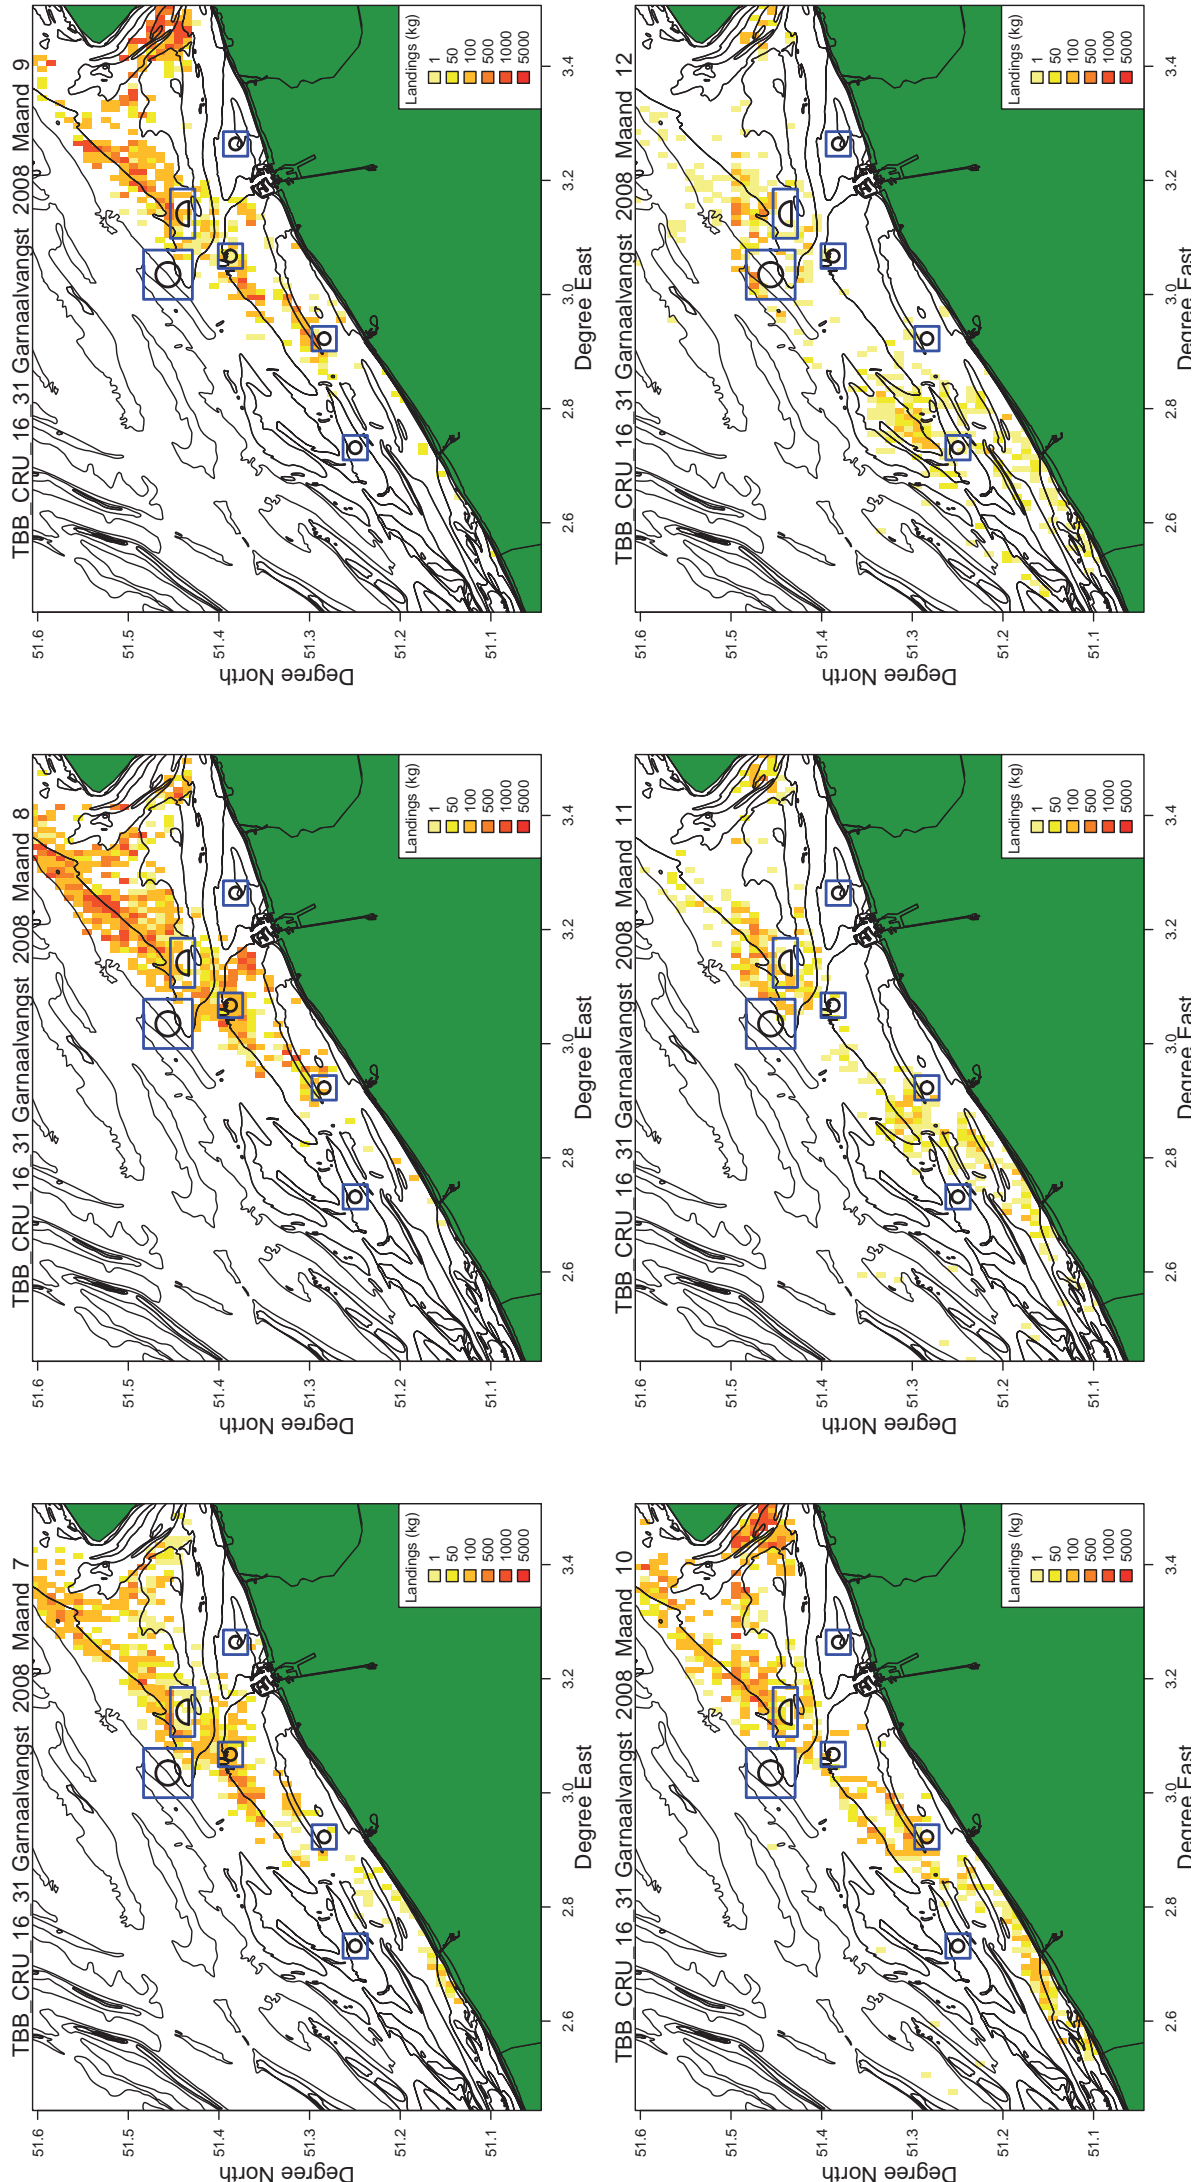 TBB_CRU_16_31 Garnaalvangst 2008 Maand 7
Degree North
51.6
51.5
51.4
51.3
51.2
51.1
Landings (kg)
1
50
100
500
1000
5000
2.6 2.8 3.0 3.2 3.4
Degree East
TBB_CRU_16_31 Garnaalvangst 2008 Maand 8
Degree North
51.6
51.5
51.4
51.3
51.2
51.1
Landings (kg)
1
50
100
500
1000
5000
2.6 2.8 3.0 3.2 3.4
Degree East
TBB_CRU_16_31 Garnaalvangst 2008 Maand 9
Degree North
51.6
51.5
51.4
51.3
51.2
51.1
Landings (kg)
1
50
100
500
1000
5000
2.6 2.8 3.0 3.2 3.4
Degree East
TBB_CRU_16_31 Garnaalvangst 2008 Maand 10
Degree North
51.6
51.5
51.4
51.3
51.2
51.1
Landings (kg)
1
50
100
500
1000
5000
2.6 2.8 3.0 3.2 3.4
Degree East
TBB_CRU_16_31 Garnaalvangst 2008 Maand 11
Degree North
51.6
51.5
51.4
51.3
51.2
51.1
Landings (kg)
1
50
100
500
1000
5000
2.6 2.8 3.0 3.2 3.4
Degree East
TBB_CRU_16_31 Garnaalvangst 2008 Maand 12
Degree North
51.6
51.5
51.4
51.3
51.2
51.1
Landings (kg)
1
50
100
500
1000
5000
2.6 2.8 3.0 3.2 3.4
Degree East